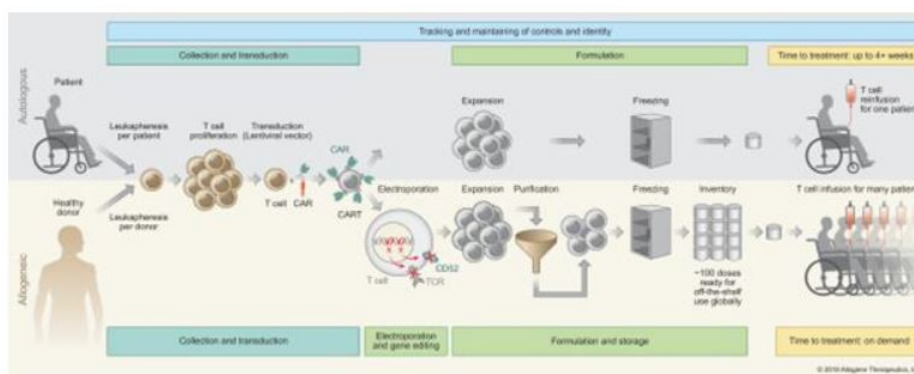 Tracking and maintaining of controls and identity
Collection and transduction
Formulation
Time to treatment: up to 4+ weeks
Autologous
Patient
Leukapheresis
per patient
T cell
proliferation
Transduction
(Lentiviral vector)
CAR
T cell
CAR
CART
Expansion
Freezing
T cell
reinfusion
for one patient
Allogeneic
Healthy
donor
Leukapheresis
per donor
Electroporation
T cell
CD52
TCR
Expansion
Purification
Freezing
Inventory
~100 doses
ready for
off-the-shelf
use globally
T cell infusion for many patien
Collection and transduction
Electroporation
and gene editing
Formulation and storage
Time to treatment: on demand
© 2019 Allogene Therapeutics,